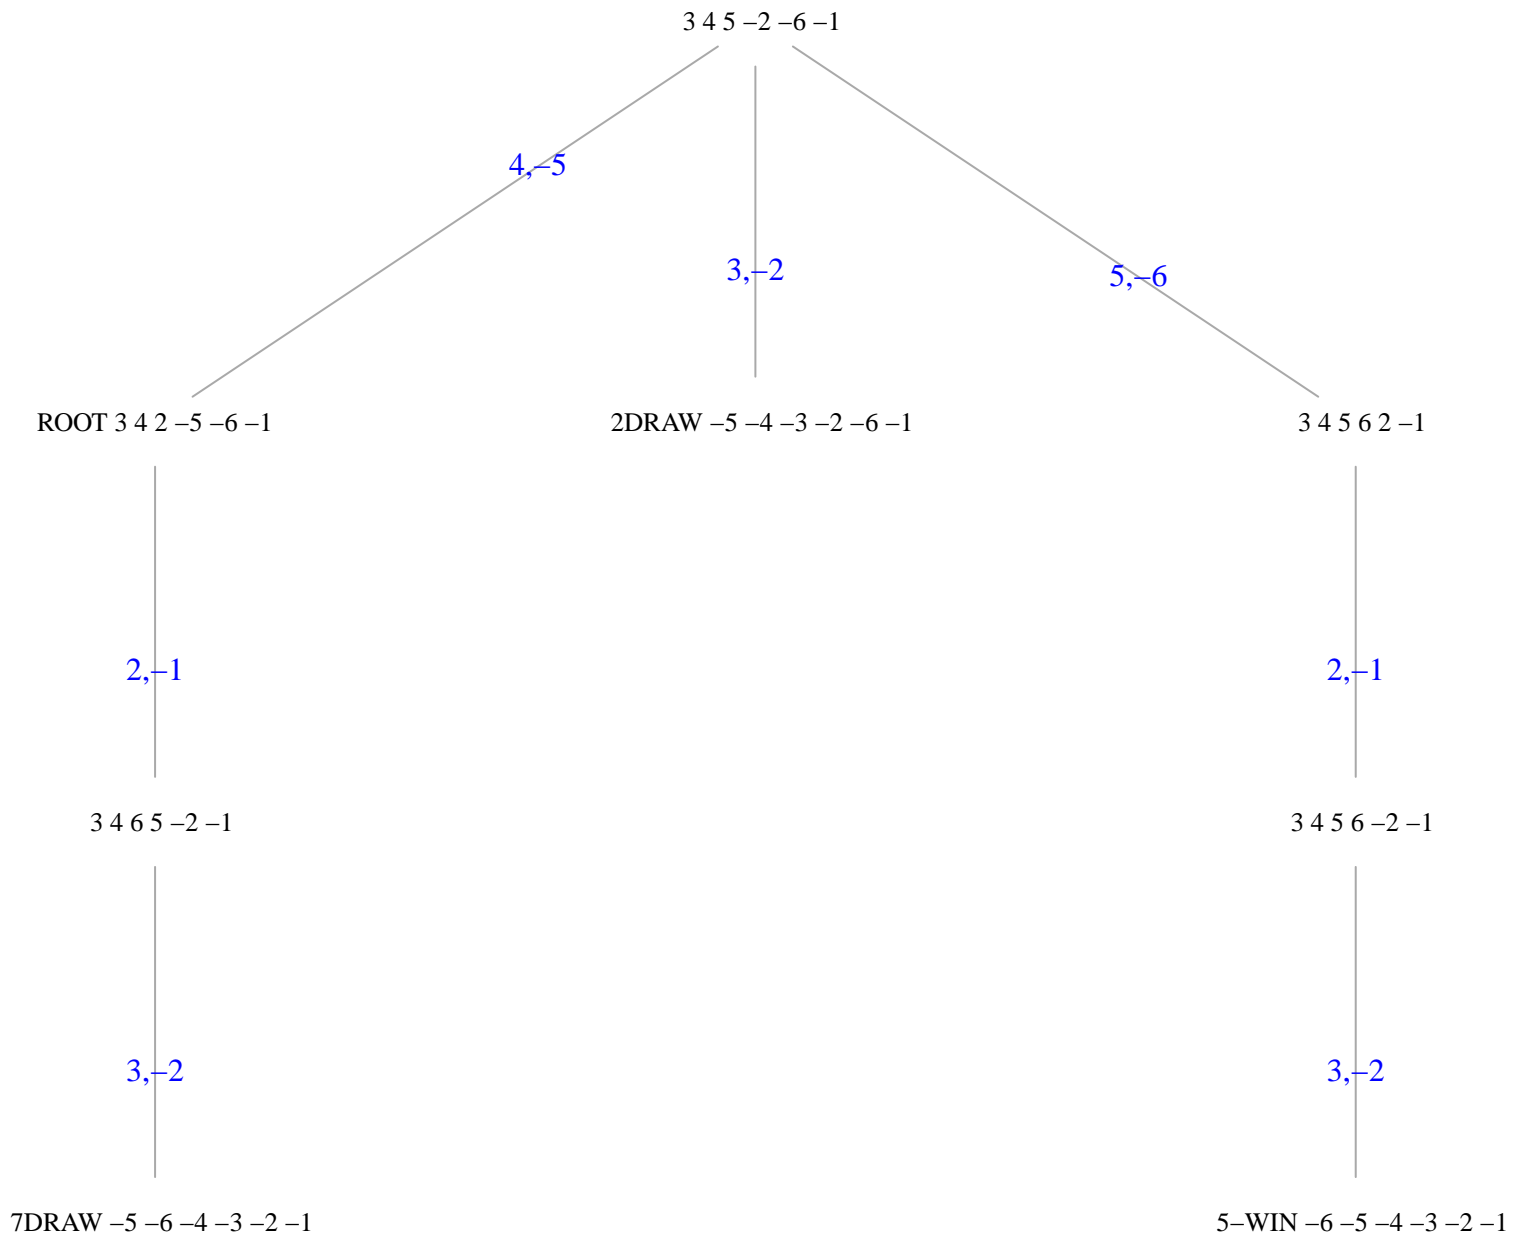 3 4 5 –2 –6 –1
4,–5
3,–2
5,–6
ROOT 3 4 2 –5 –6 –1
2DRAW –5 –4 –3 –2 –6 –1
3 4 5 6 2 –1
2,–1
2,–1
3 4 6 5 –2 –1
3 4 5 6 –2 –1
3,–2
3,–2
7DRAW –5 –6 –4 –3 –2 –1
5–WIN –6 –5 –4 –3 –2 –1